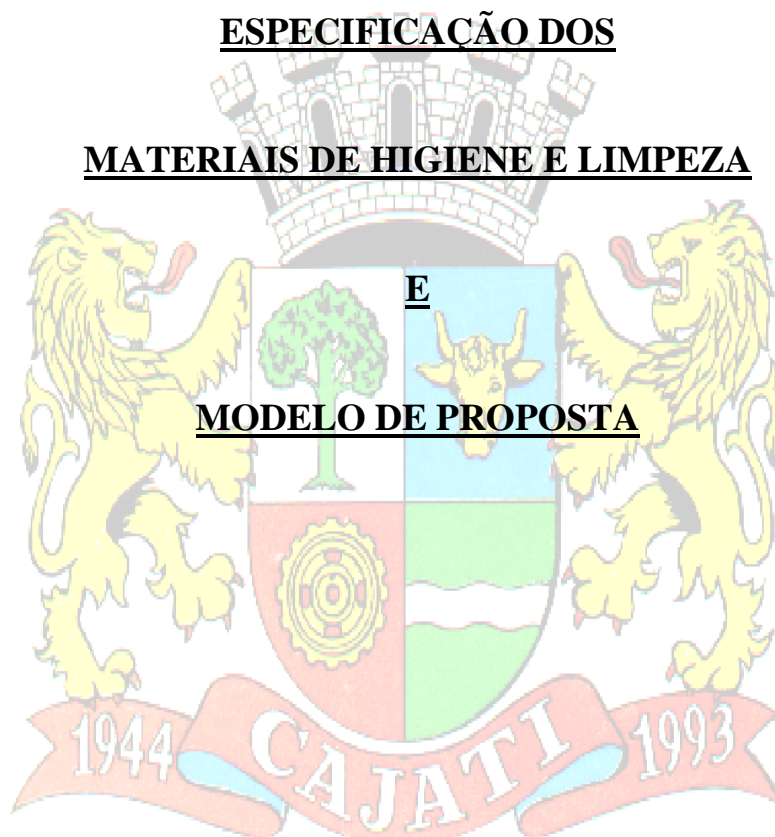 ESPECIFICAÇÃO DOS
MATERIAIS DE HIGIENE E LIMPEZA
E
MODELO DE PROPOSTA
1944 CAJATI 1993